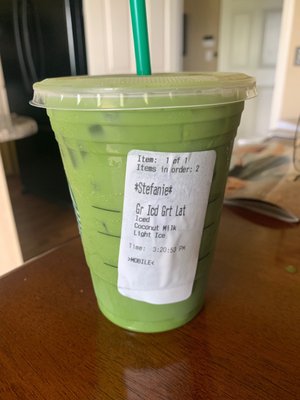 Item: 1 of 1
Items in order: 2
*Stefanie*
Gr Icd Grt Lat
Iced
Coconut Milk
Light Ice
Time: 3:20:53 PM
>MOBILE<